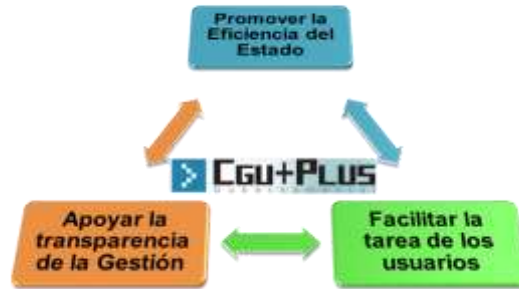 Promover la
Eficiencia del
Estado
CGU+PLUS
Apoyar la
transparencia
de la Gestión
Facilitar la
tarea de los
usuarios